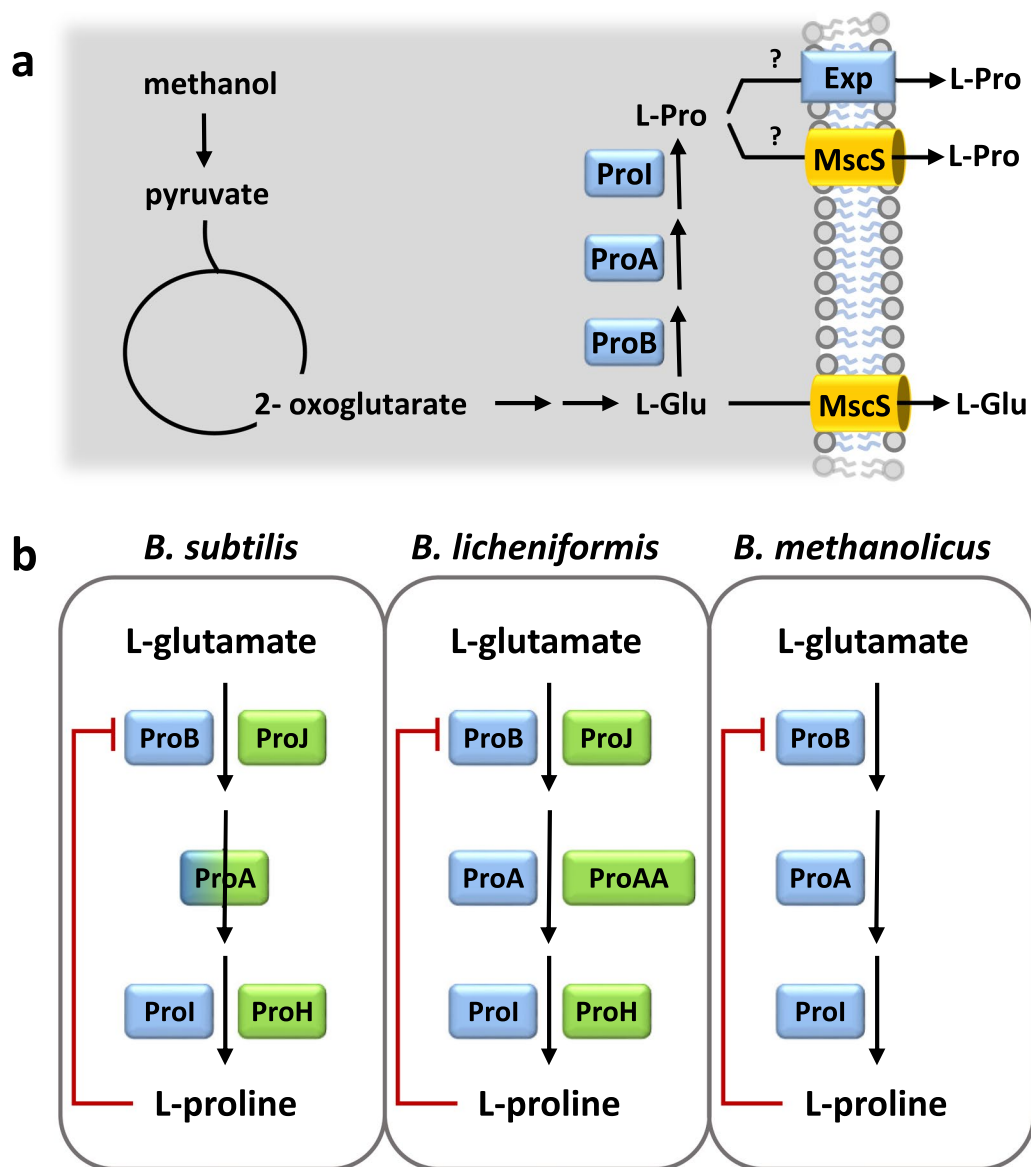 a
methanol
pyruvate
2- oxoglutarate
L-Glu
ProB
ProA
ProI
L-Pro
?
Exp
L-Pro
?
MscS
L-Pro
MscS
L-Glu
b
B. subtilis
B. licheniformis
B. methanolicus
L-glutamate
ProB
ProJ
ProA
ProI
ProH
L-proline
L-glutamate
ProB
ProJ
ProA
ProAA
ProI
ProH
L-proline
L-glutamate
ProB
ProA
ProI
L-proline